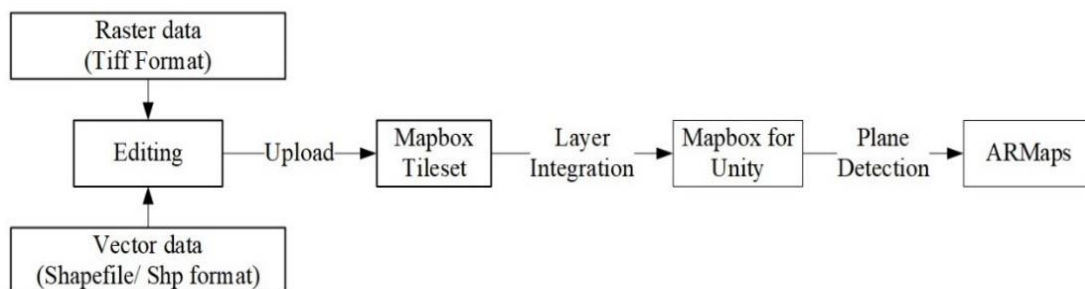 Raster data
(Tiff Format)
Editing
Upload
Mapbox
Tileset
Layer
Integration
Mapbox for
Unity
Plane
Detection
ARMaps
Vector data
(Shapefile/ Shp format)